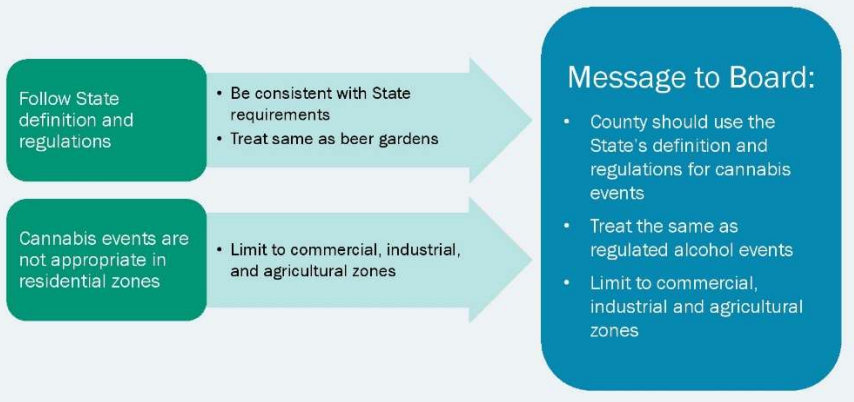 Follow State
definition and
regulations
• Be consistent with State
requirements
• Treat same as beer gardens
Cannabis events are
not appropriate in
residential zones
• Limit to commercial, industrial,
and agricultural zones
Message to Board:
• County should use the
State's definition and
regulations for cannabis
events
• Treat the same as
regulated alcohol events
• Limit to commercial,
industrial and agricultural
zones